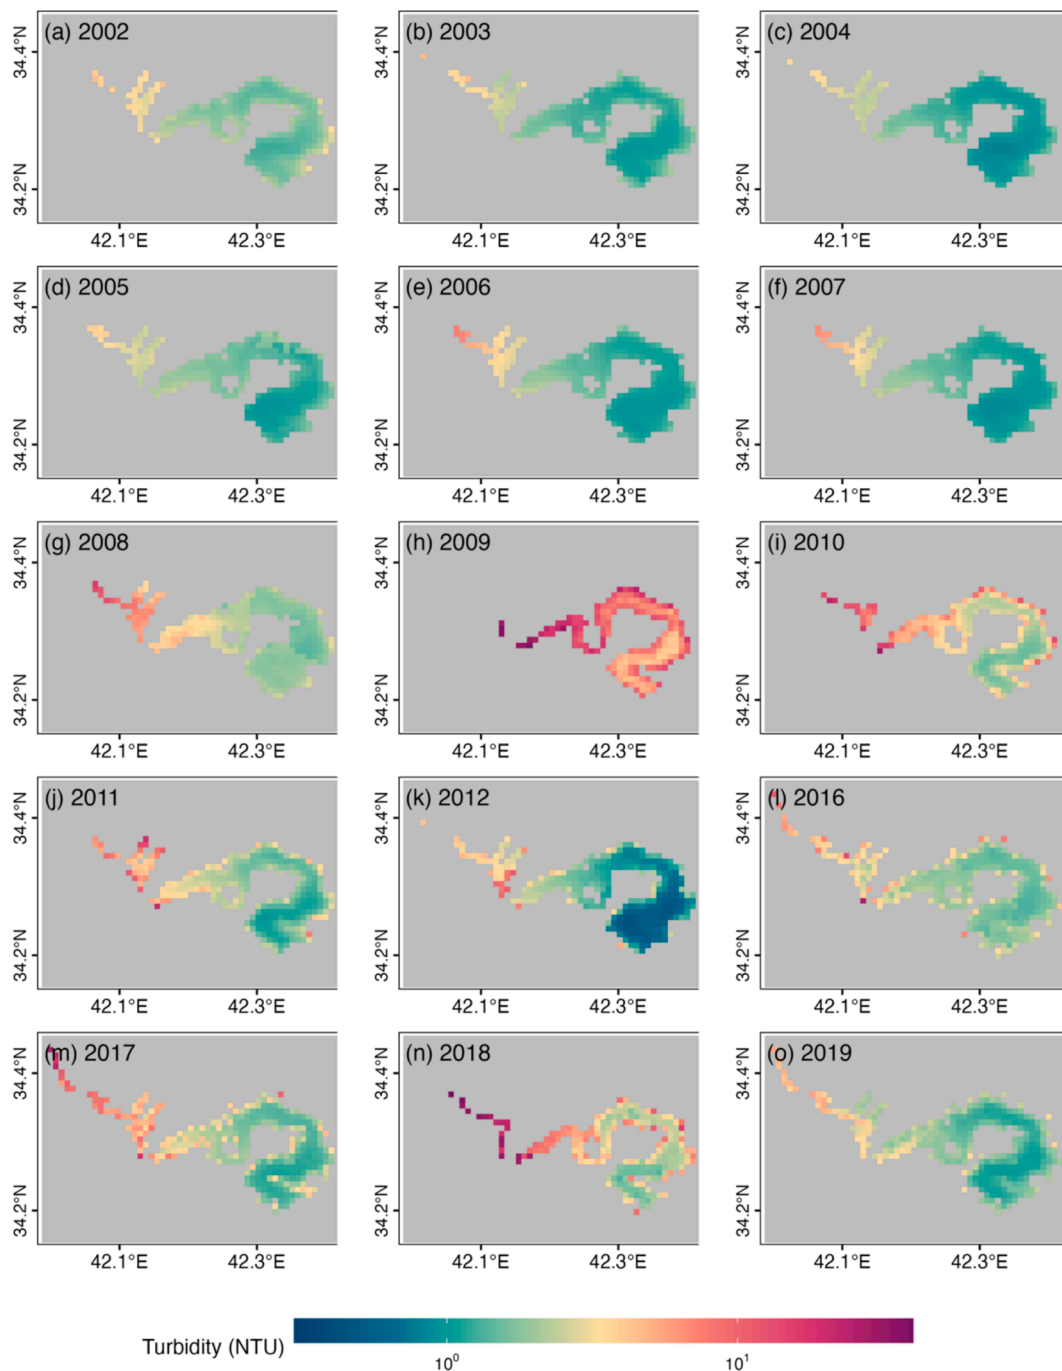 (a) 2002 (b) 2003 (c) 2004
34.4°N 34.4°N 34.4°N
34.2°N 34.2°N 34.2°N
42.1°E 42.3°E 42.1°E 42.3°E 42.1°E 42.3°E
(d) 2005 (e) 2006 (f) 2007
34.4°N 34.4°N 34.4°N
34.2°N 34.2°N 34.2°N
42.1°E 42.3°E 42.1°E 42.3°E 42.1°E 42.3°E
(g) 2008 (h) 2009 (i) 2010
34.4°N 34.4°N 34.4°N
34.2°N 34.2°N 34.2°N
42.1°E 42.3°E 42.1°E 42.3°E 42.1°E 42.3°E
(j) 2011 (k) 2012 (l) 2016
34.4°N 34.4°N 34.4°N
34.2°N 34.2°N 34.2°N
42.1°E 42.3°E 42.1°E 42.3°E 42.1°E 42.3°E
(m) 2017 (n) 2018 (o) 2019
34.4°N 34.4°N 34.4°N
34.2°N 34.2°N 34.2°N
42.1°E 42.3°E 42.1°E 42.3°E 42.1°E 42.3°E
Turbidity (NTU)
10⁰ 10¹